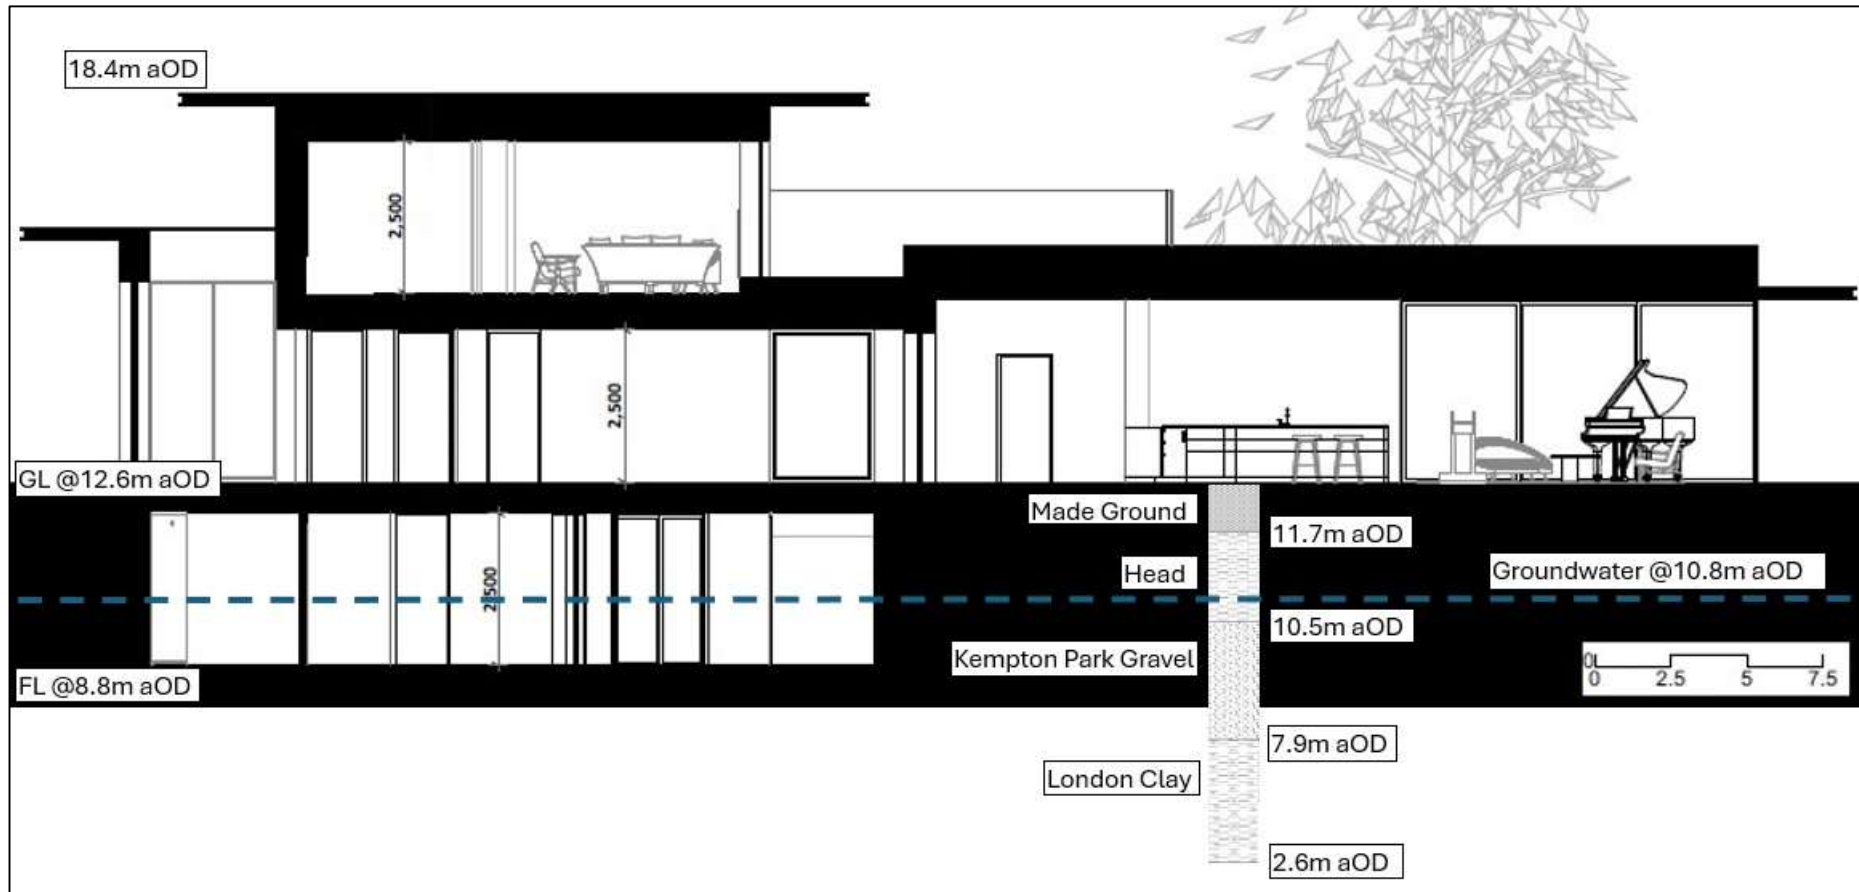 18.4m aOD
2,500
2,500
GL @12.6m aOD
Made Ground
11.7m aOD
Head
Groundwater @10.8m aOD
2,500
10.5m aOD
Kempton Park Gravel
FL @8.8m aOD
0
0 2.5 5 7.5
7.9m aOD
London Clay
2.6m aOD